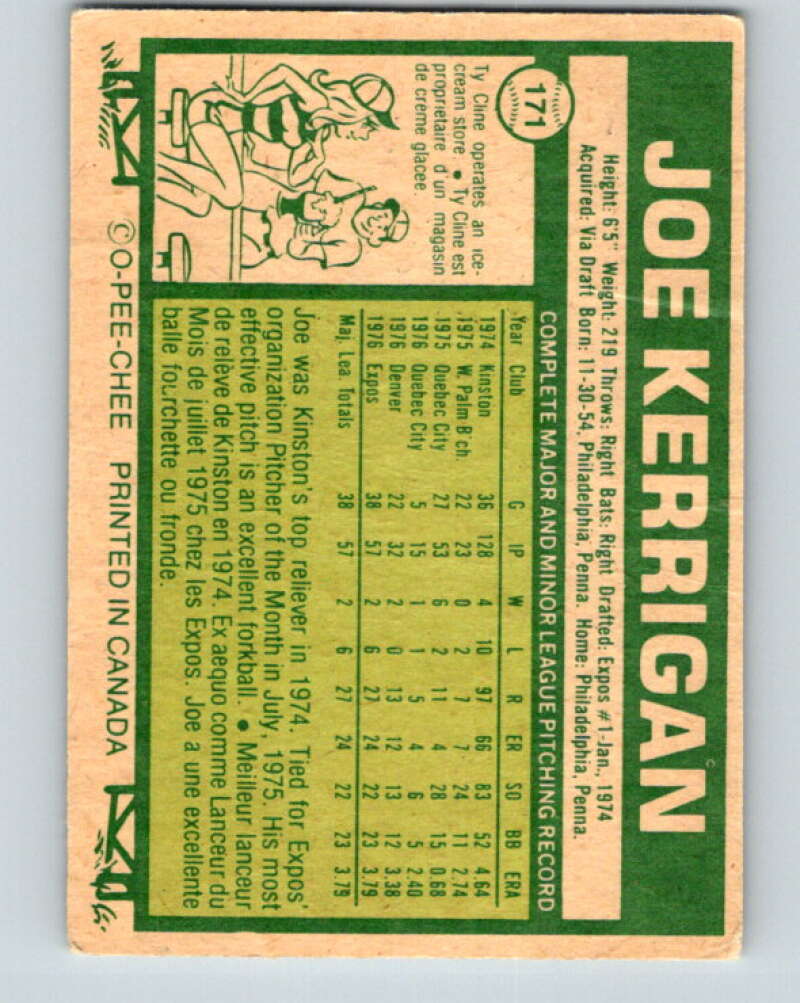 171
JOE KERRIGAN
Height: 6'5" Weight: 219 Throws: Right Bats: Right Drafted: Expos #1-Jan., 1974
Acquired: Via Draft Born: 11-30-54, Philadelphia, Penna. Home: Philadelphia, Penna.
COMPLETE MAJOR AND MINOR LEAGUE PITCHING RECORD
Year Club G IP W L R ER SO BB ERA
1974 Kinston 36 128 4 10 97 66 83 52 4.64
1975 W. Palm B'ch. 22 23 0 2 7 7 24 11 2.74
1975 Quebec City 27 53 6 2 11 4 28 15 0.68
1976 Quebec City 5 15 1 1 5 4 6 5 2.40
1976 Denver 22 32 2 0 13 12 13 12 3.38
1976 Expos 38 57 2 6 27 24 22 23 3.79
Maj. Lea. Totals 38 57 2 6 27 24 22 23 3.79
Joe was Kinston's top reliever in 1974. Tied for Expos'
organization Pitcher of the Month in July, 1975. His most
effective pitch is an excellent forkball. • Meilleur lanceur
de relève de Kinston en 1974. Ex aequo comme Lanceur du
Mois de juillet 1975 chez les Expos. Joe a une excellente
balle fourchette ou fronde.
Ty Cline operates an ice-
cream store. • Ty Cline est
proprietaire d'un magasin
de crème glacee.
©O-PEE-CHEE PRINTED IN CANADA